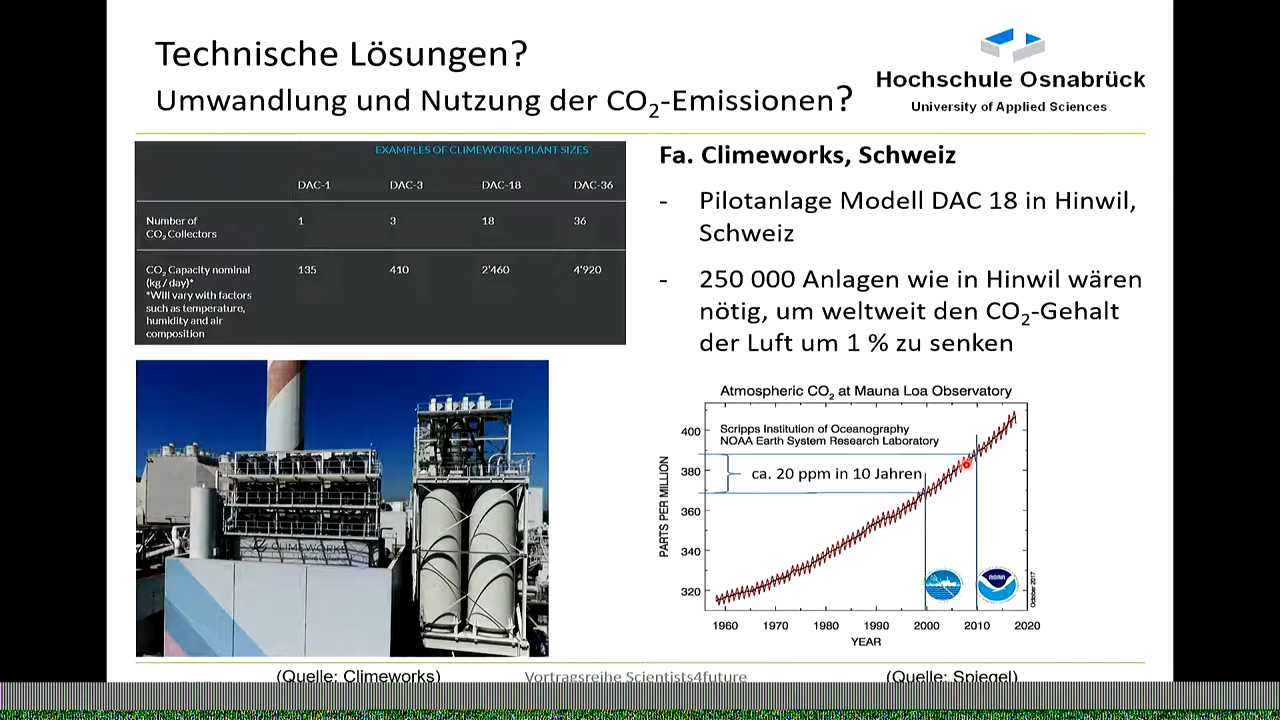 Technische Lösungen?
Umwandlung und Nutzung der CO₂-Emissionen?
Hochschule Osnabrück
University of Applied Sciences
EXAMPLES OF CLIMEWORKS PLANT SIZES
DAC-1 DAC-3 DAC-18 DAC-36
Number of
CO₂ Collectors
1 3 18 36
CO₂ Capacity nominal
(kg / day)*
135 410 2'460 4'920
*Will vary with factors
such as temperature,
humidity and air
composition
CLIMEWORKS
Fa. Climeworks, Schweiz
- Pilotanlage Modell DAC 18 in Hinwil,
Schweiz
- 250 000 Anlagen wie in Hinwil wären
nötig, um weltweit den CO₂-Gehalt
der Luft um 1 % zu senken
Atmospheric CO₂ at Mauna Loa Observatory
Scripps Institution of Oceanography
NOAA Earth System Research Laboratory
ca. 20 ppm in 10 Jahren
PARTS PER MILLION
400
380
360
340
320
NOAA
October 2017
1960 1970 1980 1990 2000 2010 2020
YEAR
(Quelle: Climeworks)
Vortragsreihe Scientists4future
(Quelle: Spiegel)